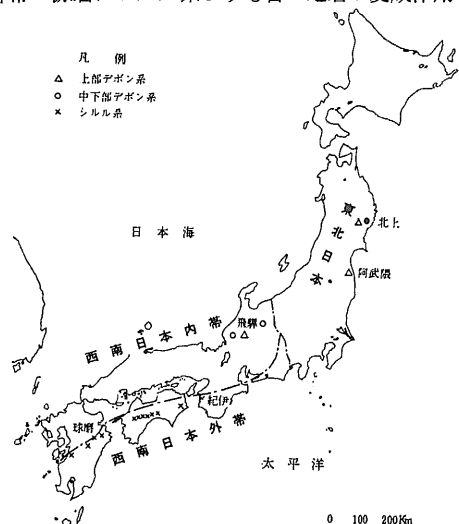 凡例
△ 上部デボン系
○ 中下部デボン系
× シルル系
日本海
東北日本
北上
阿武隈
飛騨
西南日本内帯
紀伊
球磨
西南日本外帯
太平洋
0 100 200Km